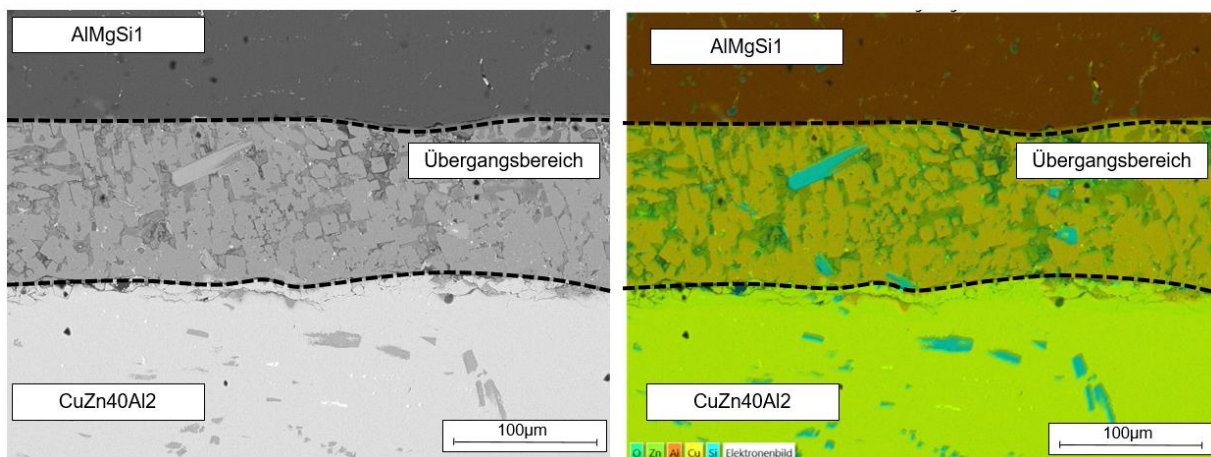 AlMgSi1
Übergangsbereich
CuZn40Al2
100µm
AlMgSi1
Übergangsbereich
CuZn40Al2
100µm
O Zn Al Cu Si Elektronenbild